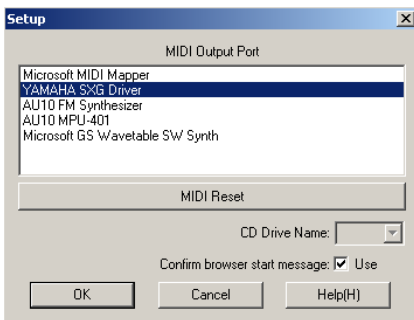 Setup
MIDI Output Port
Microsoft MIDI Mapper
YAMAHA SXG Driver
AU10 FM Synthesizer
AU10 MPU-401
Microsoft GS Wavetable SW Synth
MIDI Reset
CD Drive Name:
Confirm browser start message: Use
OK Cancel Help(H)